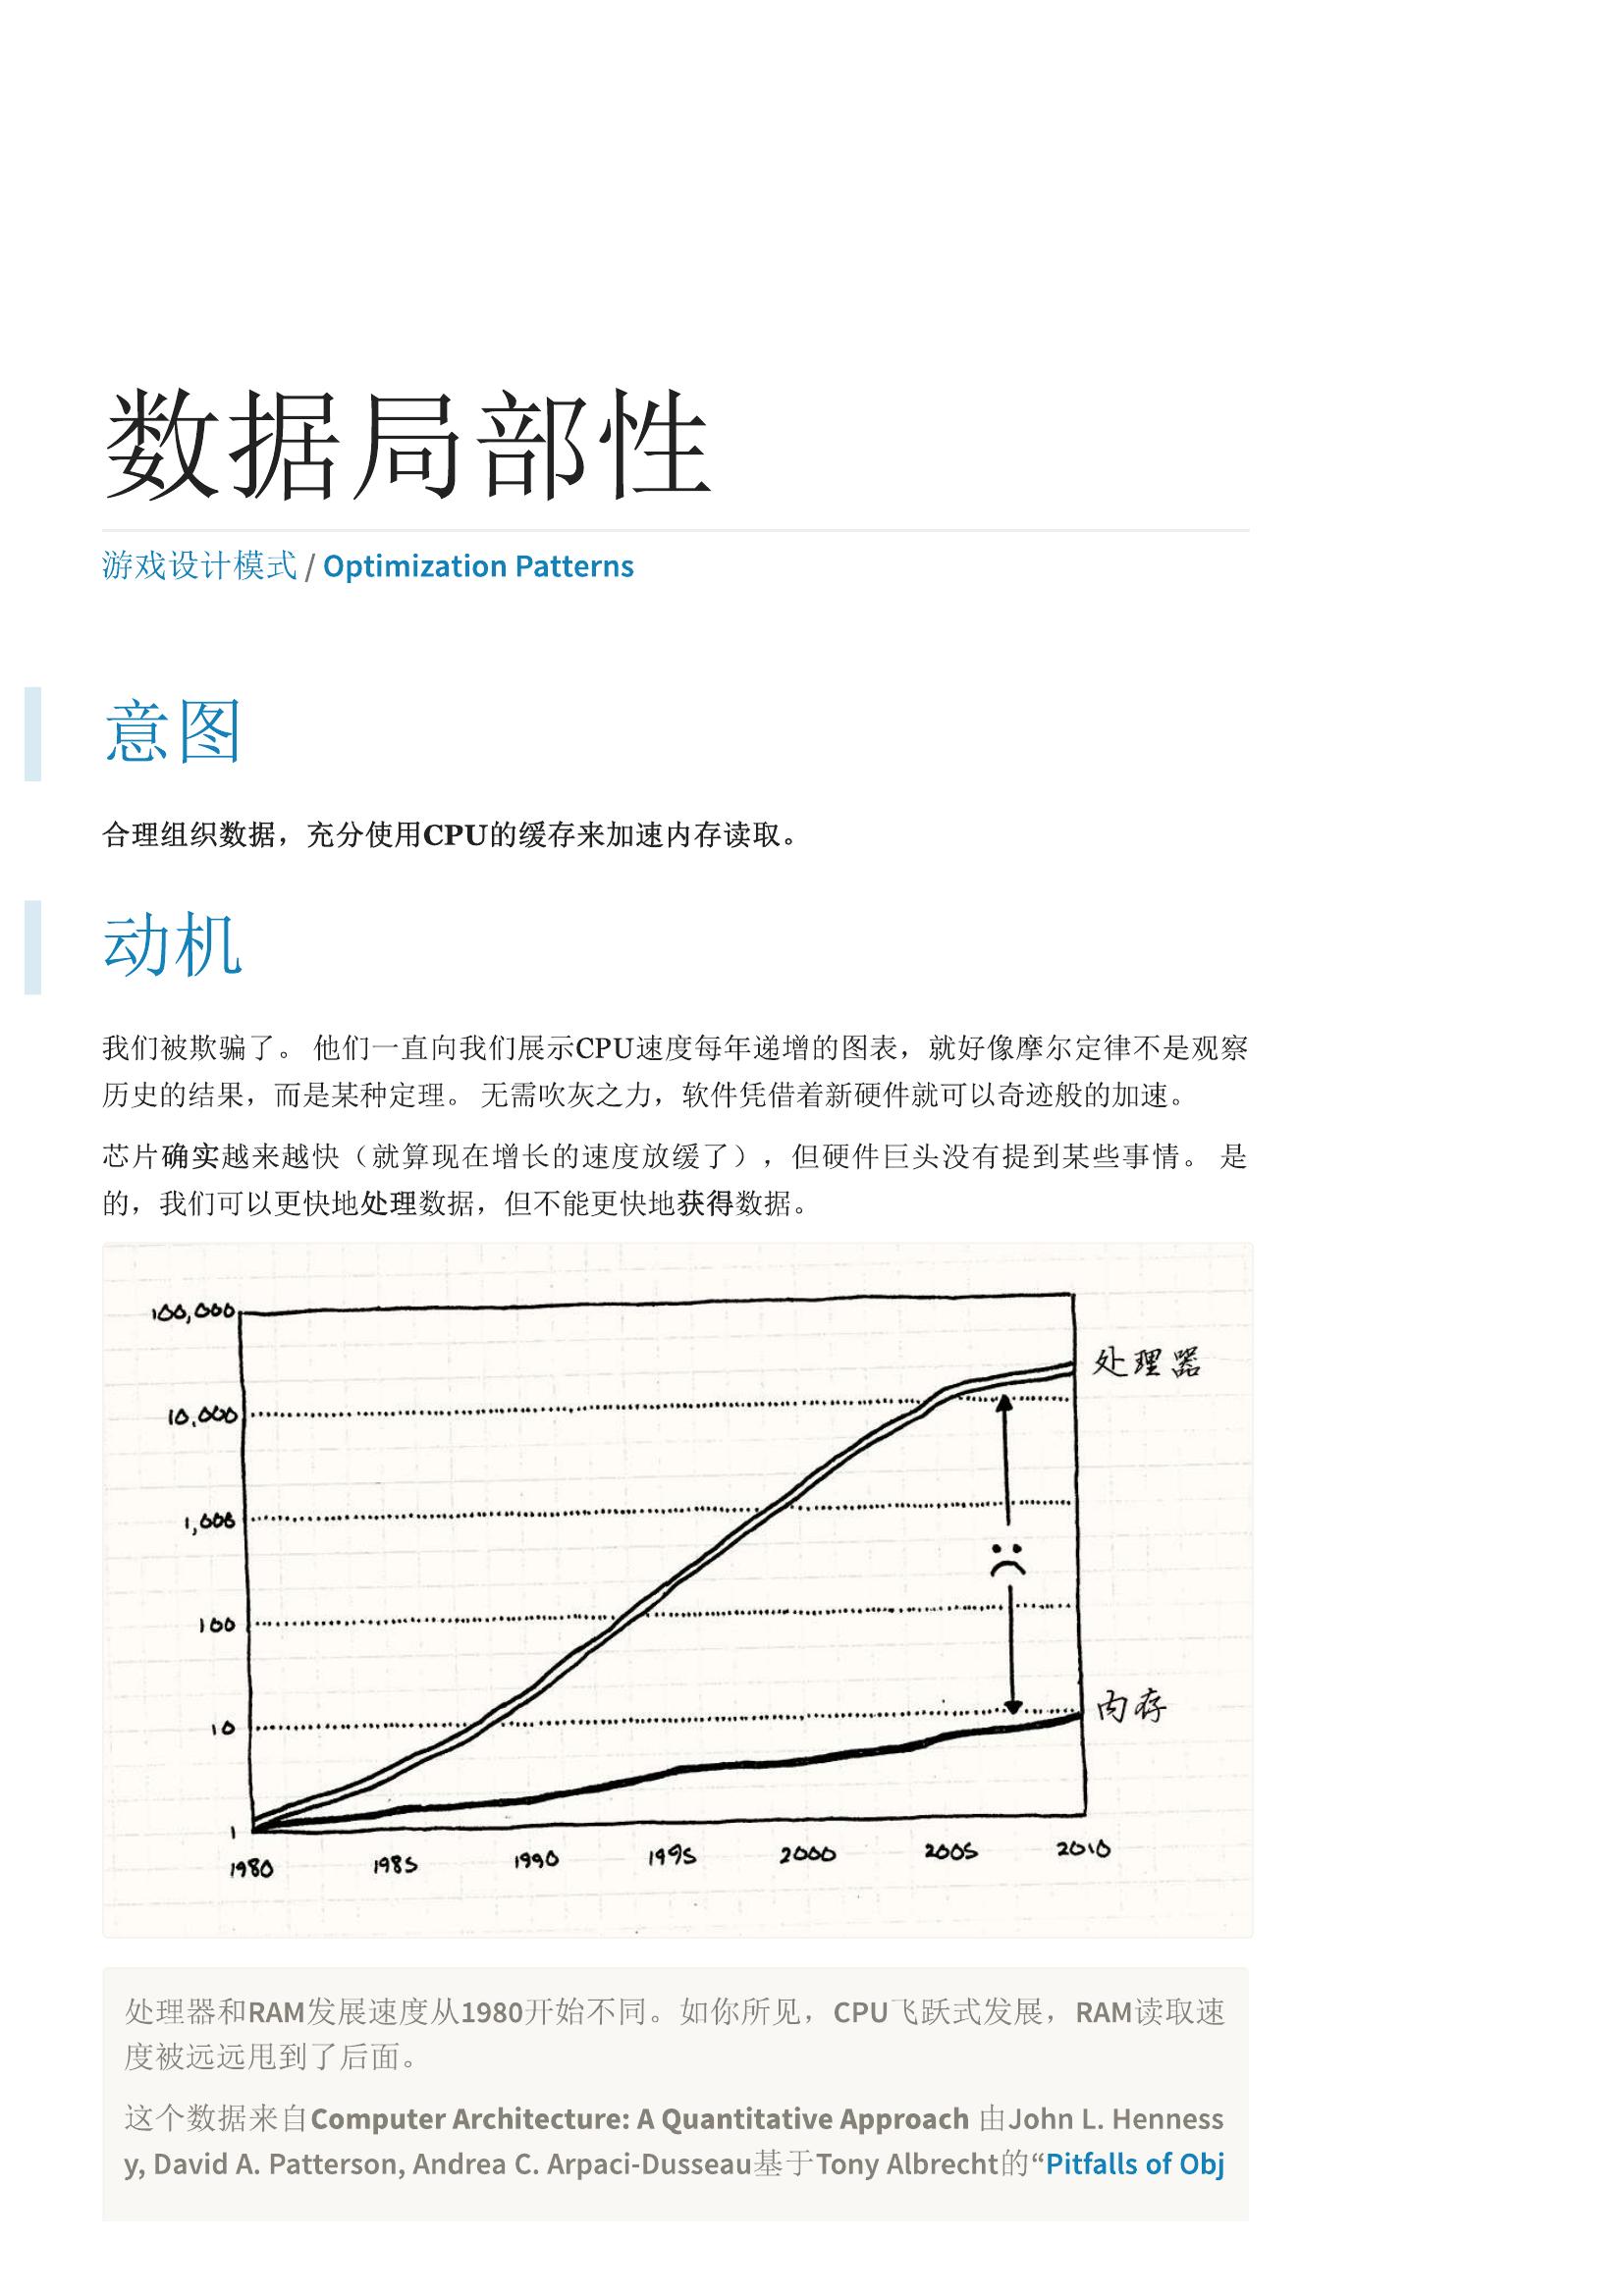 数据局部性
游戏设计模式 / Optimization Patterns
意图
合理组织数据，充分使用CPU的缓存来加速内存读取。
动机
我们被欺骗了。 他们一直向我们展示CPU速度每年递增的图表，就好像摩尔定律不是观察
历史的结果，而是某种定理。 无需吹灰之力，软件凭借着新硬件就可以奇迹般的加速。
芯片确实越来越快（就算现在增长的速度放缓了），但硬件巨头没有提到某些事情。 是
的，我们可以更快地处理数据，但不能更快地获得数据。
100,000
处理器
10,000
1,000
100
10
内存
1
1980 1985 1990 1995 2000 2005 2010
处理器和RAM发展速度从1980开始不同。如你所见，CPU飞跃式发展，RAM读取速
度被远远甩到了后面。
这个数据来自Computer Architecture: A Quantitative Approach 由John L. Henness
y, David A. Patterson, Andrea C. Arpaci-Dusseau基于Tony Albrecht的“Pitfalls of Obj